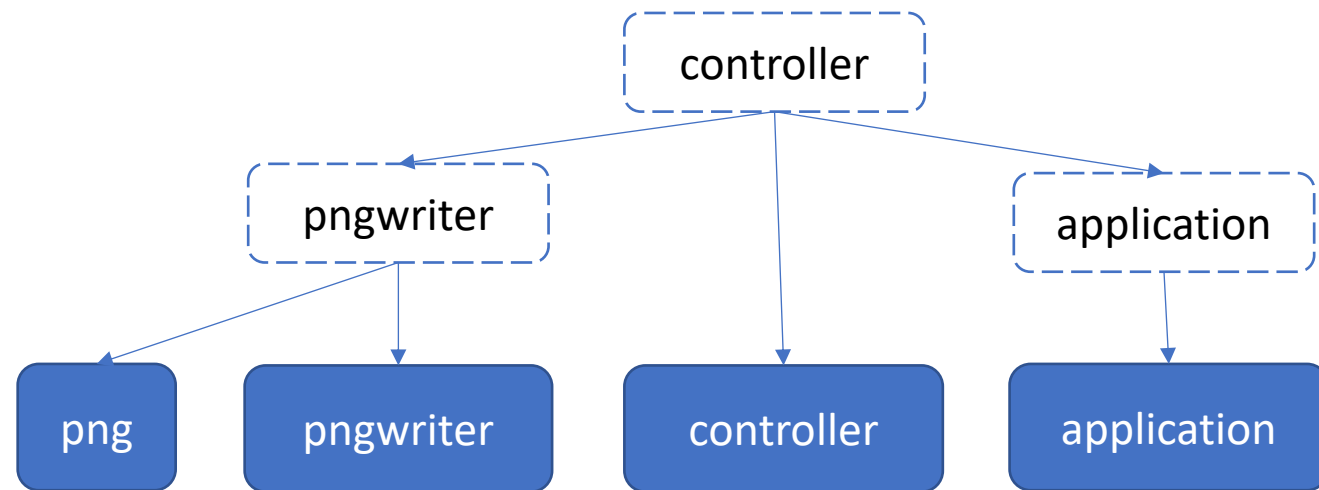 controller
pngwriter
application
png
pngwriter
controller
application